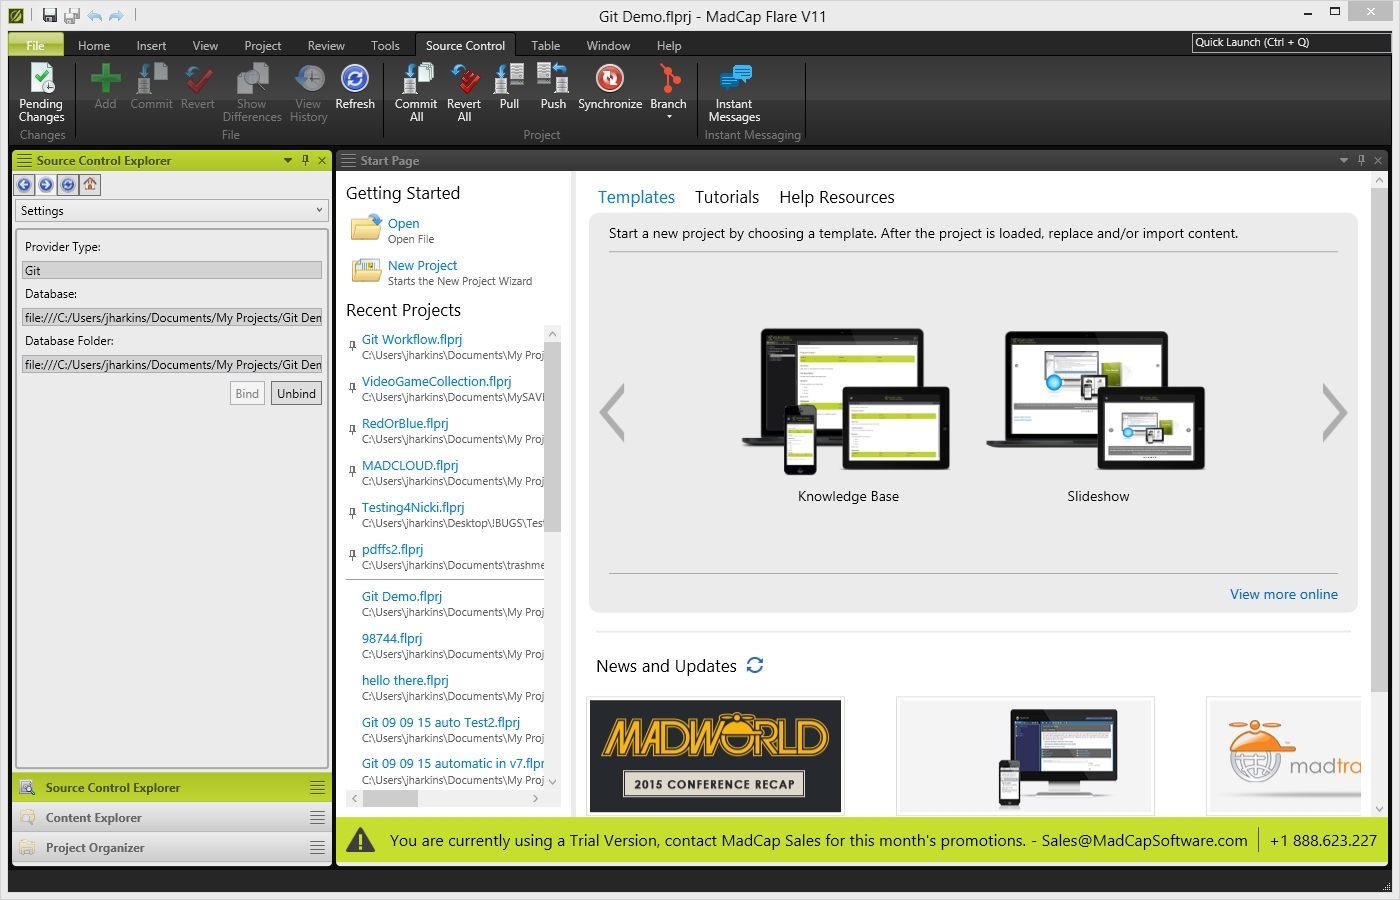 Git Demo.flprj - MadCap Flare V11
File Home Insert View Project Review Tools Source Control Table Window Help
Quick Launch (Ctrl + Q)
Pending Changes
Add
Commit
Revert
Show Differences
View History
Refresh
Commit All
Revert All
Pull
Push
Synchronize
Branch
Instant Messages
Changes
File
Project
Instant Messaging
Source Control Explorer
Settings
Provider Type:
Git
Database:
file:///C:/Users/jharkins/Documents/My Projects/Git Den
Database Folder:
file:///C:/Users/jharkins/Documents/My Projects/Git Den
Bind
Unbind
Source Control Explorer
Content Explorer
Project Organizer
Start Page
Getting Started
Open
Open File
New Project
Starts the New Project Wizard
Recent Projects
Git Workflow.flprj
C:\Users\jharkins\Documents\My Proj
VideoGameCollection.flprj
C:\Users\jharkins\Documents\MySAVI
RedOrBlue.flprj
C:\Users\jharkins\Documents\My Proj
MADCLOUD.flprj
C:\Users\jharkins\Documents\My Proj
Testing4Nicki.flprj
C:\Users\jharkins\Desktop\!BUGS\Test
pdffs2.flprj
C:\Users\jharkins\Documents\trashme
Git Demo.flprj
C:\Users\jharkins\Documents\My Proj
98744.flprj
C:\Users\jharkins\Documents\My Proj
hello there.flprj
C:\Users\jharkins\Documents\My Proj
Git 09 09 15 auto Test2.flprj
C:\Users\jharkins\Documents\My Proj
Git 09 09 15 automatic in v7.flpr
C:\Users\jharkins\Documents\My Proj
Templates Tutorials Help Resources
Start a new project by choosing a template. After the project is loaded, replace and/or import content.
Knowledge Base
Slideshow
View more online
News and Updates
MADWORLD
2015 CONFERENCE RECAP
madtra
You are currently using a Trial Version, contact MadCap Sales for this month's promotions. - Sales@MadCapSoftware.com
+1 888.623.227